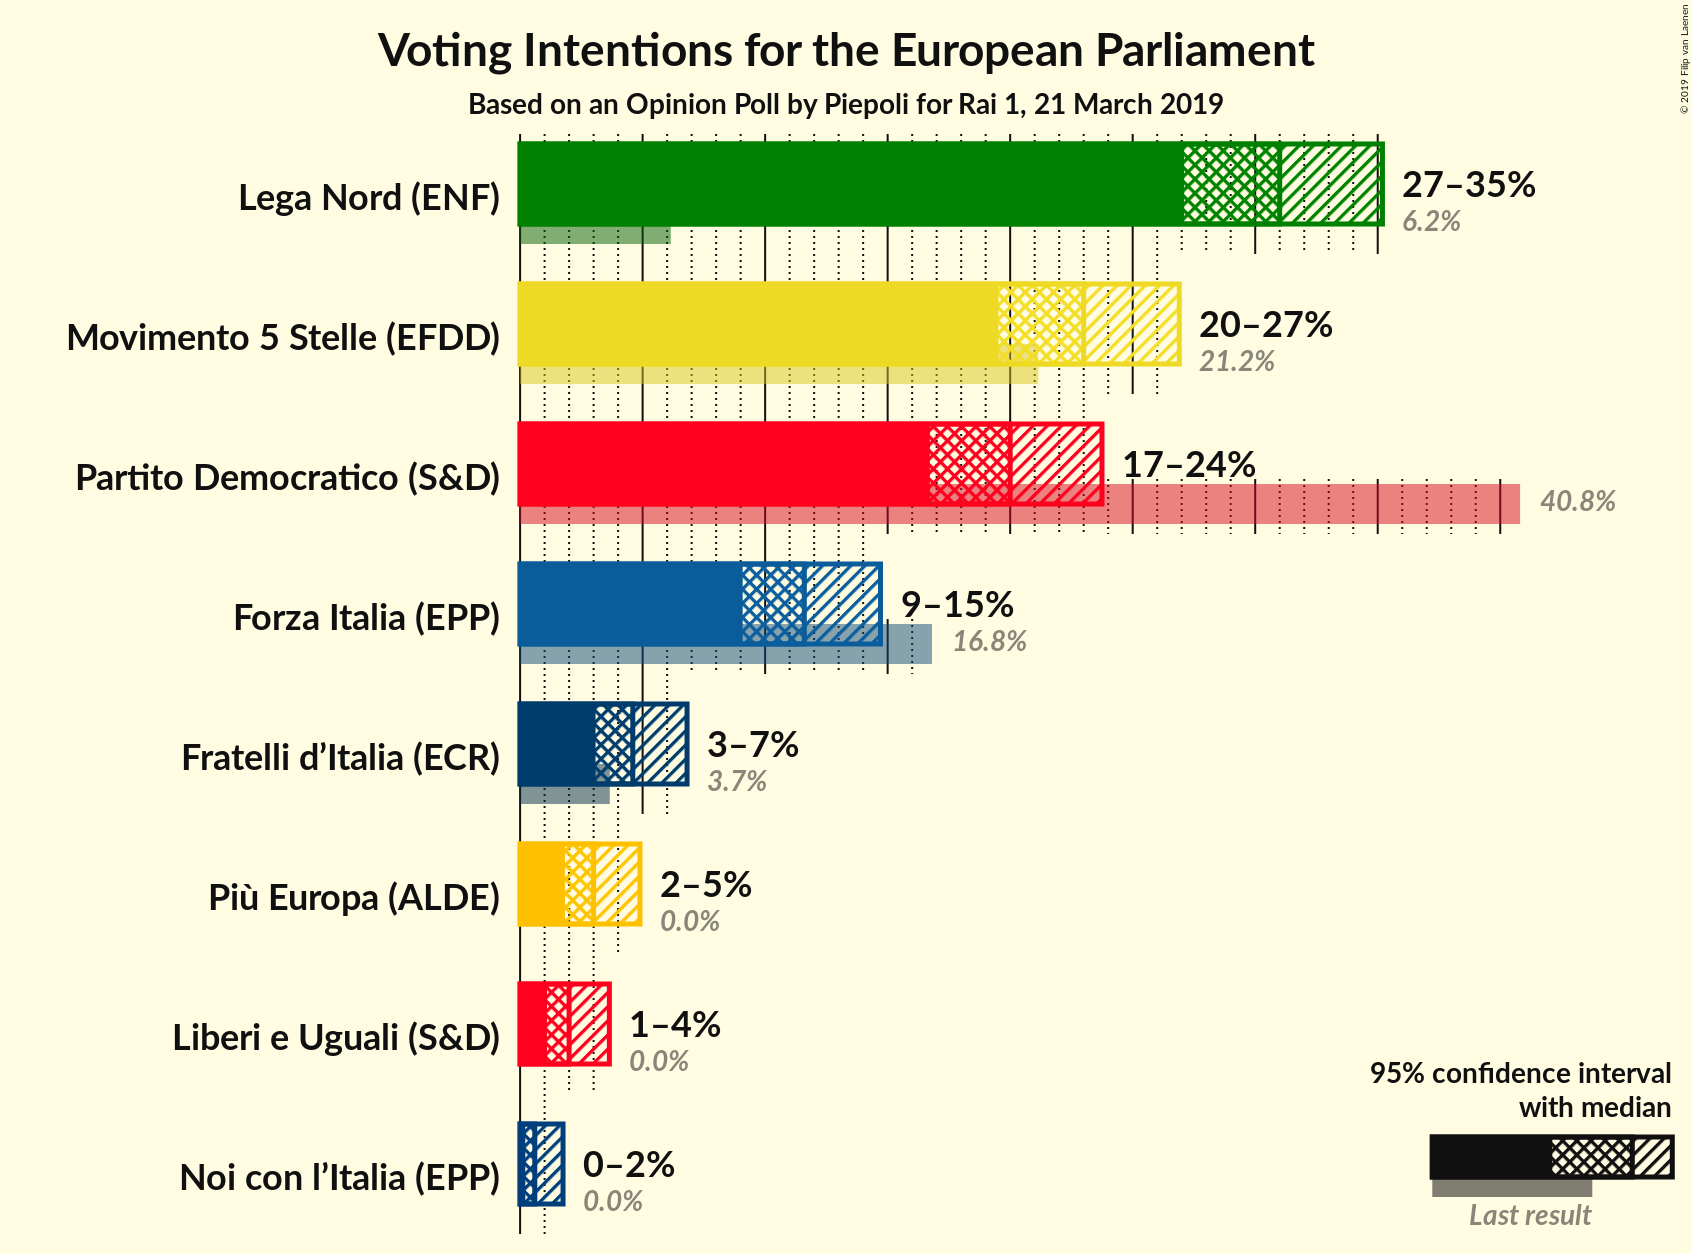 Voting Intentions for the European Parliament
Based on an Opinion Poll by Piepoli for Rai 1, 21 March 2019
© 2019 Filip van Laenen
Lega Nord (ENF)
27–35%
6.2%
Movimento 5 Stelle (EFDD)
20–27%
21.2%
Partito Democratico (S&D)
17–24%
40.8%
Forza Italia (EPP)
9–15%
16.8%
Fratelli d’Italia (ECR)
3–7%
3.7%
Più Europa (ALDE)
2–5%
0.0%
Liberi e Uguali (S&D)
1–4%
0.0%
Noi con l’Italia (EPP)
0–2%
0.0%
95% confidence interval
with median
Last result